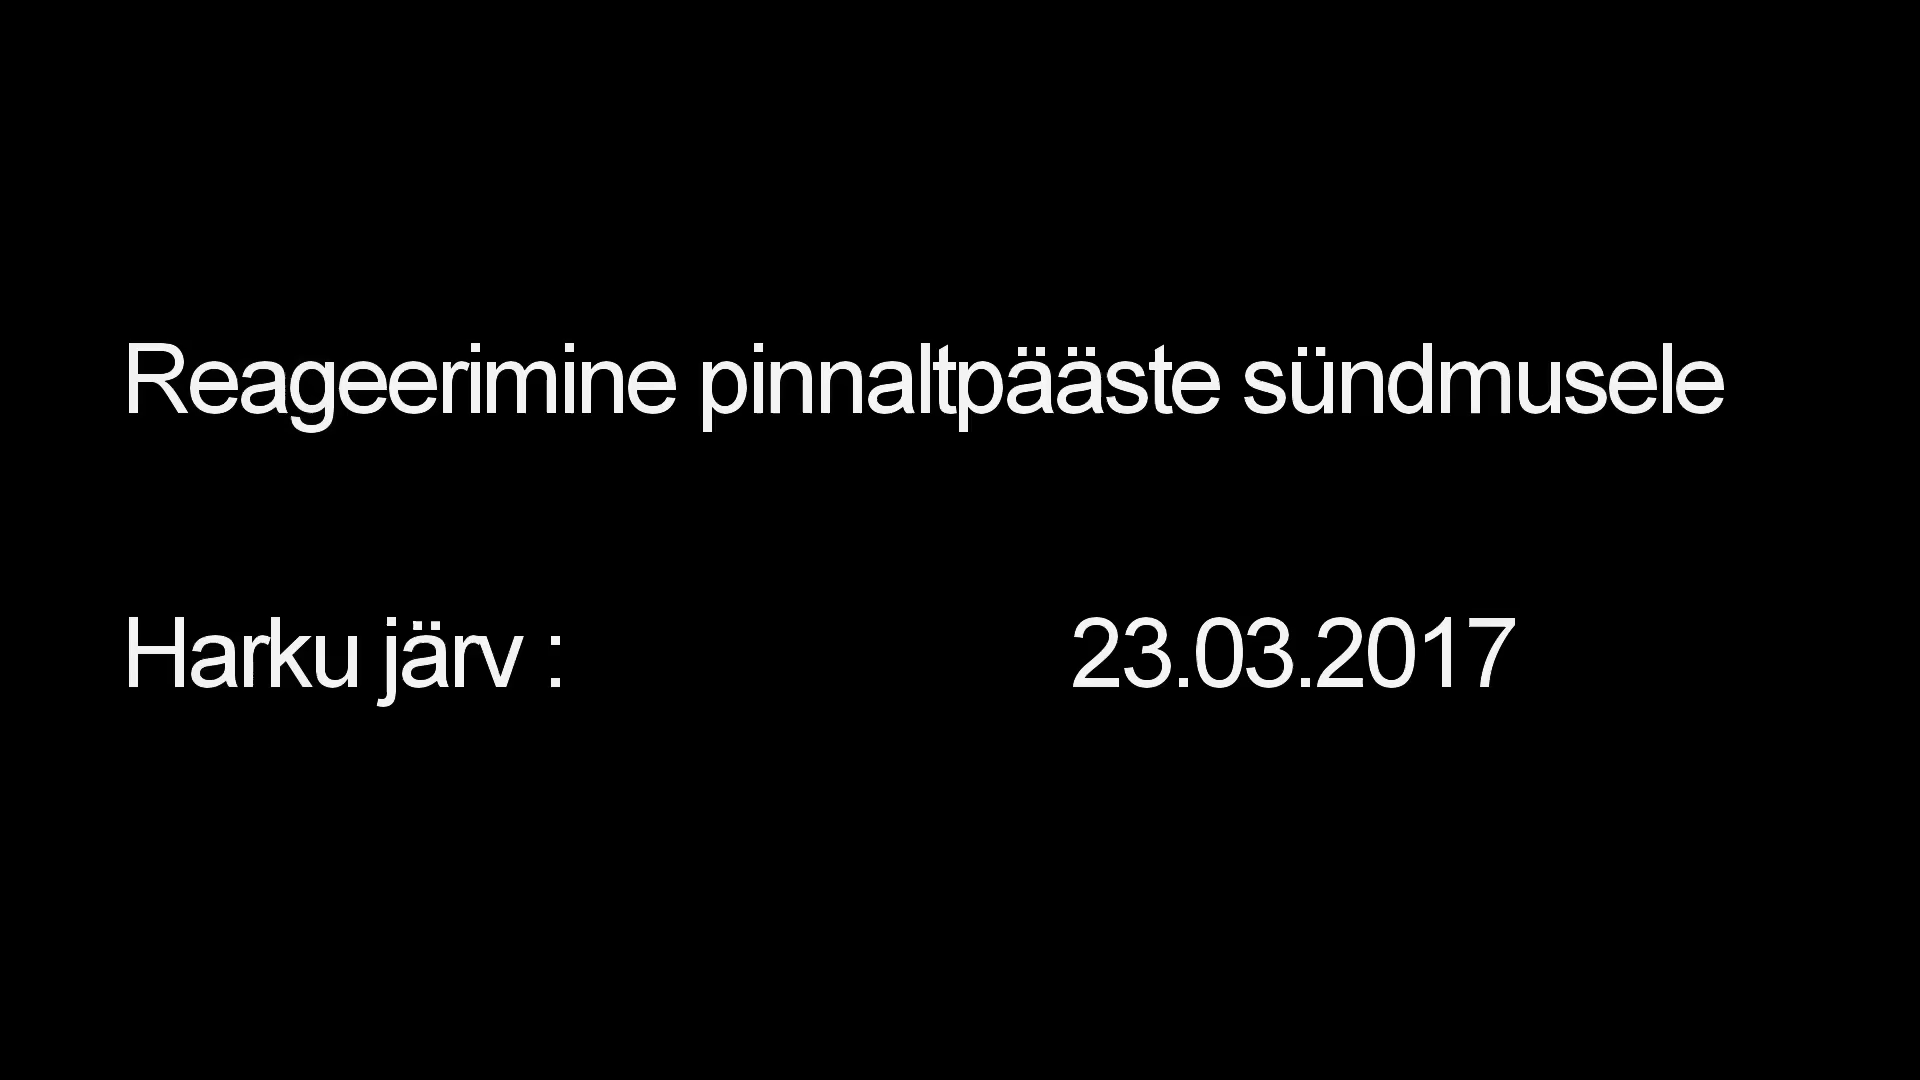 Reageerimine pinnaltpääste sündmusele
Harku järv : 23.03.2017